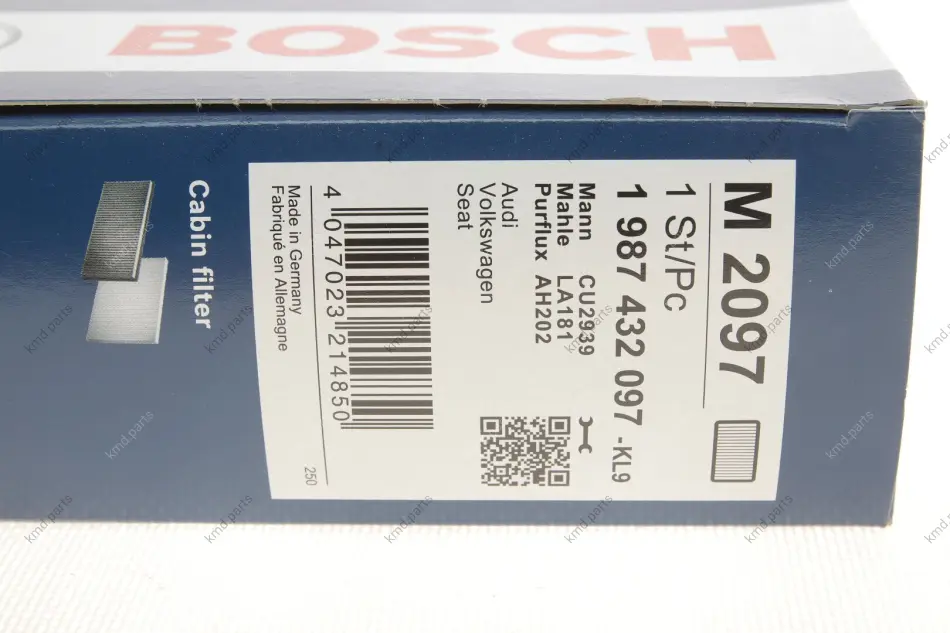 BOSCH
M 2097
1 St/Pc
1 987 432 097 -KL9
Mann CU2939
Mahle LA181
Purflux AH202
Audi
Volkswagen
Seat
4 047023 214850
Made in Germany
Fabriqué en Allemagne
250
Cabin filter
kmd.parts